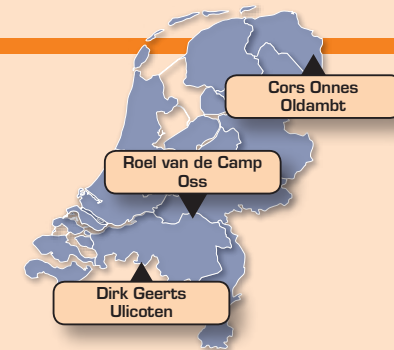 Cors Onnes
Oldambt
Roel van de Camp
Oss
Dirk Geerts
Ulicoten